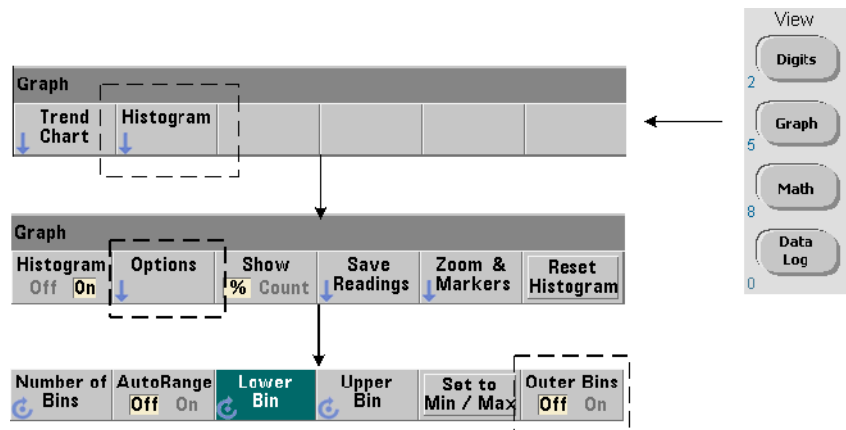 View
Digits
2
Graph
5
Math
8
Data
Log
0
Graph
Trend
Chart
Histogram
Graph
Histogram
Off On
Options
Show
% Count
Save
Readings
Zoom &
Markers
Reset
Histogram
Number of
Bins
AutoRange
Off On
Lower
Bin
Upper
Bin
Set to
Min / Max
Outer Bins
Off On